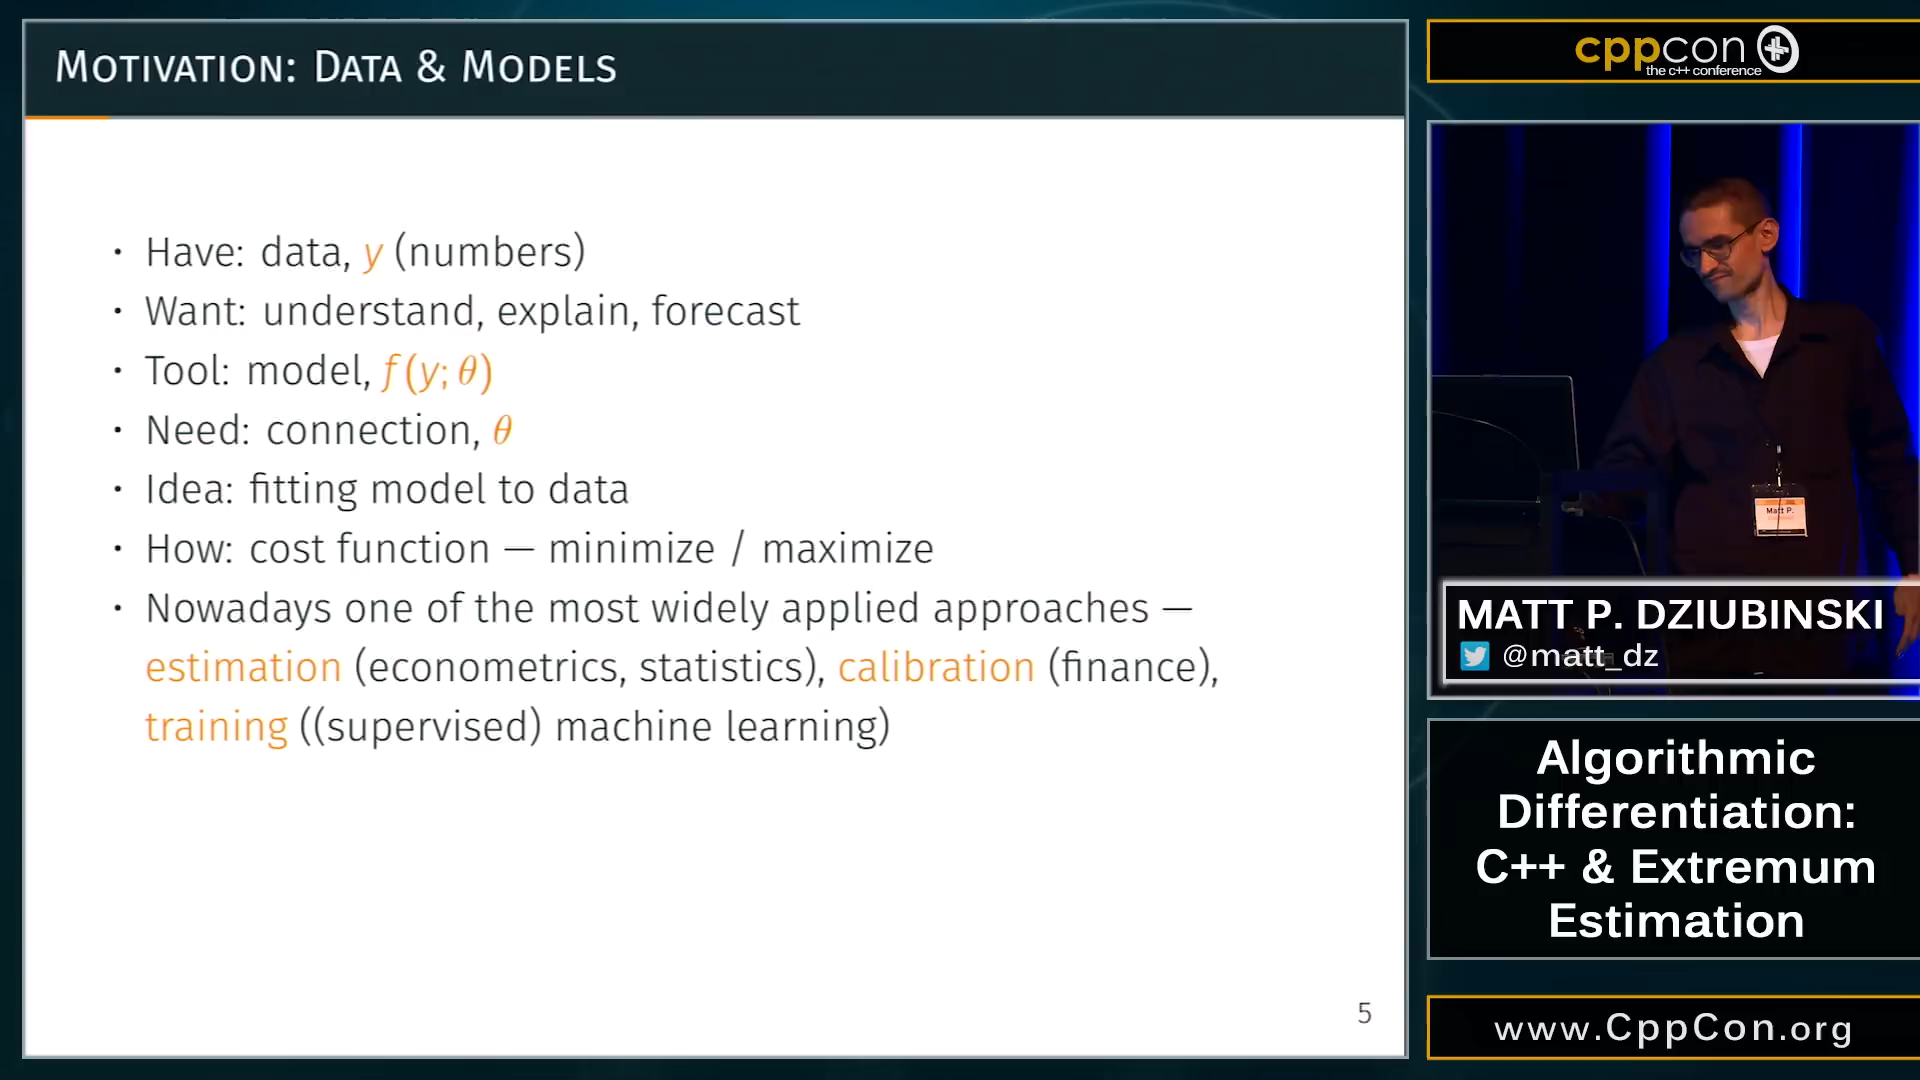 MOTIVATION: DATA & MODELS
· Have: data, y (numbers)
· Want: understand, explain, forecast
· Tool: model, f(y; θ)
· Need: connection, θ
· Idea: fitting model to data
· How: cost function — minimize / maximize
· Nowadays one of the most widely applied approaches —
estimation (econometrics, statistics), calibration (finance),
training ((supervised) machine learning)
5
cppcon
the c++ conference
Matt P.
MATT P. DZIUBINSKI
@matt_dz
Algorithmic
Differentiation:
C++ & Extremum
Estimation
www.CppCon.org